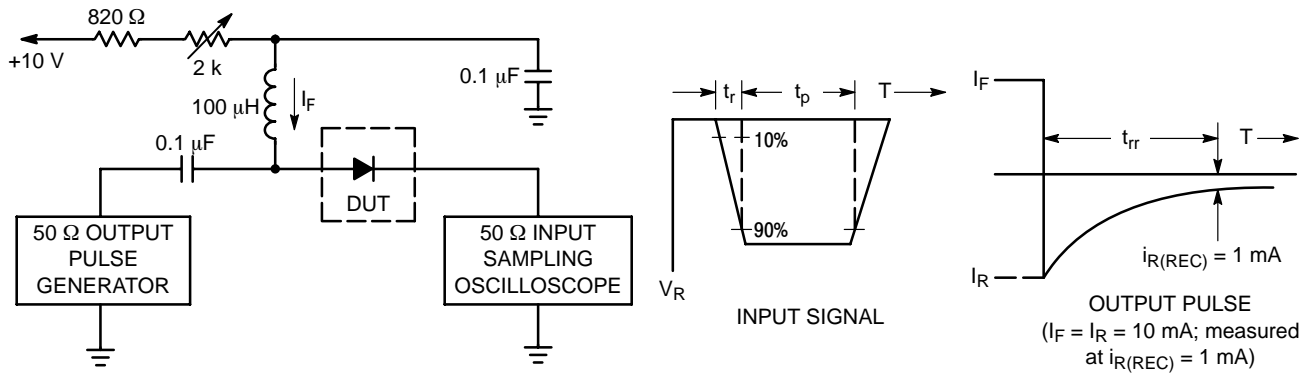 820 Ω
+10 V
2 k
100 μH
I_F
0.1 μF
0.1 μF
DUT
50 Ω OUTPUT
PULSE
GENERATOR
50 Ω INPUT
SAMPLING
OSCILLOSCOPE
t_r
t_p
T
10%
90%
V_R
INPUT SIGNAL
I_F
t_rr
T
I_R
i_R(REC) = 1 mA
OUTPUT PULSE
(I_F = I_R = 10 mA; measured
at i_R(REC) = 1 mA)